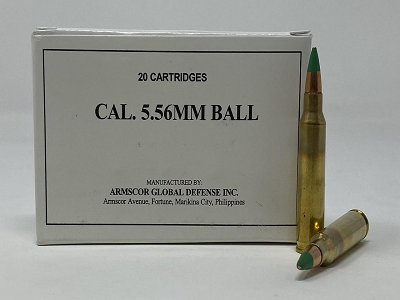 20 CARTRIDGES
CAL. 5.56MM BALL
MANUFACTURED BY:
ARMSCOR GLOBAL DEFENSE INC.
Armscor Avenue, Fortune, Marikina City, Philippines